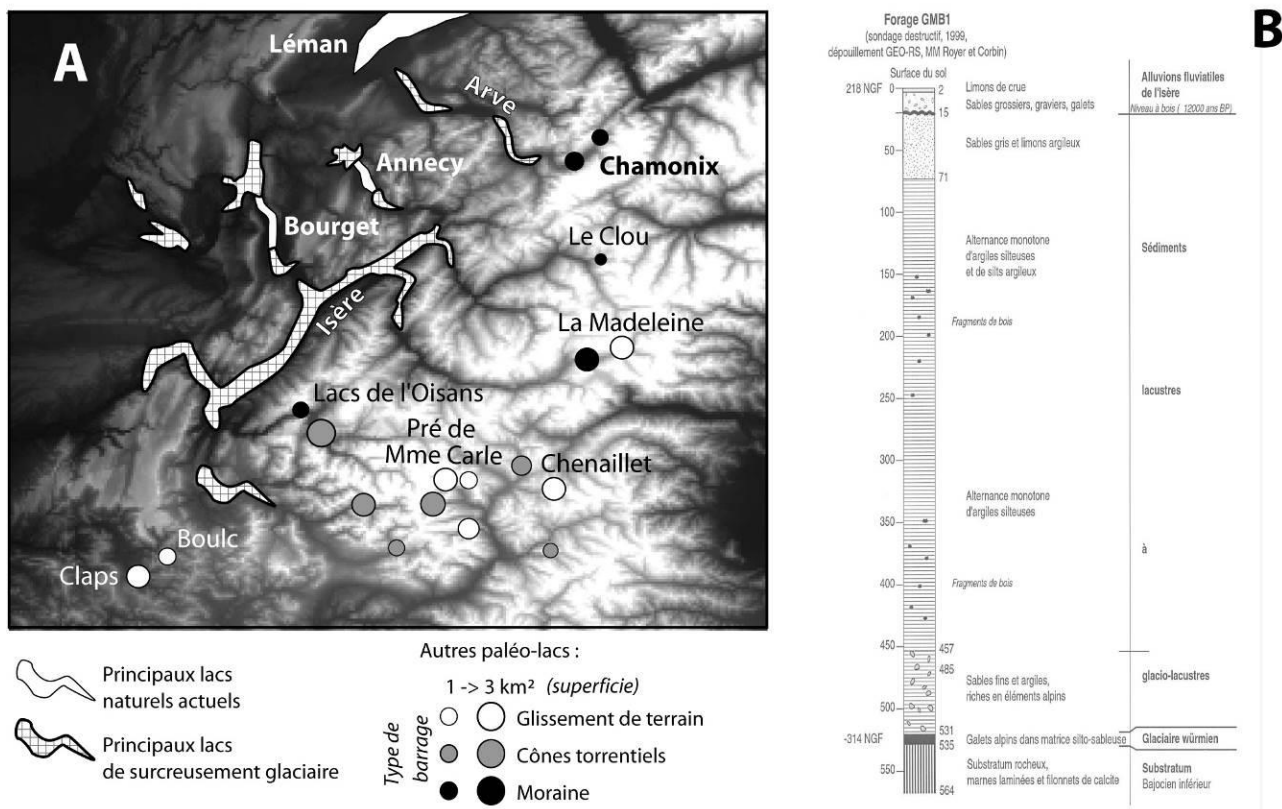 A
Léman
Arve
Annecy
Chamonix
Bourget
Le Clou
Isère
La Madeleine
Lacs de l'Oisans
Pré de
Mme Carle
Chenaillet
Boulc
Claps
Principaux lacs
naturels actuels
Principaux lacs
de surcreusement glaciaire
Autres paléo-lacs :
1 -> 3 km² (superficie)
Type de
barrage
Glissement de terrain
Cônes torrentiels
Moraine
B
Forage GMB1
(sondage destructif, 1999,
dépouillement GEO-RS, MM Royer et Corbin)
Surface du sol
218 NGF
0
2
Limons de crue
Sables grossiers, graviers, galets
15
Alluvions fluviatiles
de l'Isère
Niveau à bois ( 12000 ans BP)
Sables gris et limons argileux
50
71
100
Alternance monotone
d'argiles silteuses
et de silts argileux
Sédiments
150
Fragments de bois
200
lacustres
250
300
Alternance monotone
d'argiles silteuses
350
à
400
Fragments de bois
450
457
485
Sables fins et argiles,
riches en éléments alpins
glacio-lacustres
500
531
-314 NGF
Galets alpins dans matrice silto-sableuse
Glaciaire würmien
535
Substratum rocheux,
marnes laminées et filonnets de calcite
Substratum
Bajocien inférieur
550
564